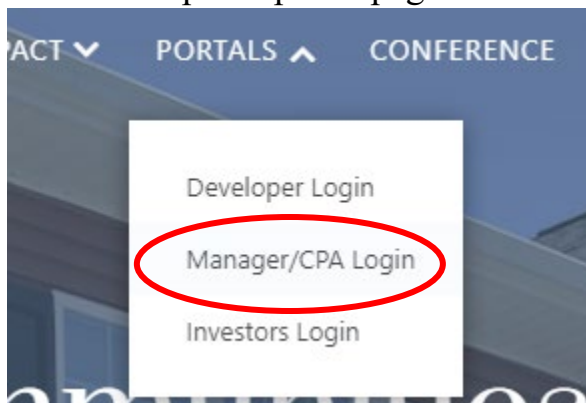 PORTALS CONFERENCE
Developer Login
Manager/CPA Login
Investors Login